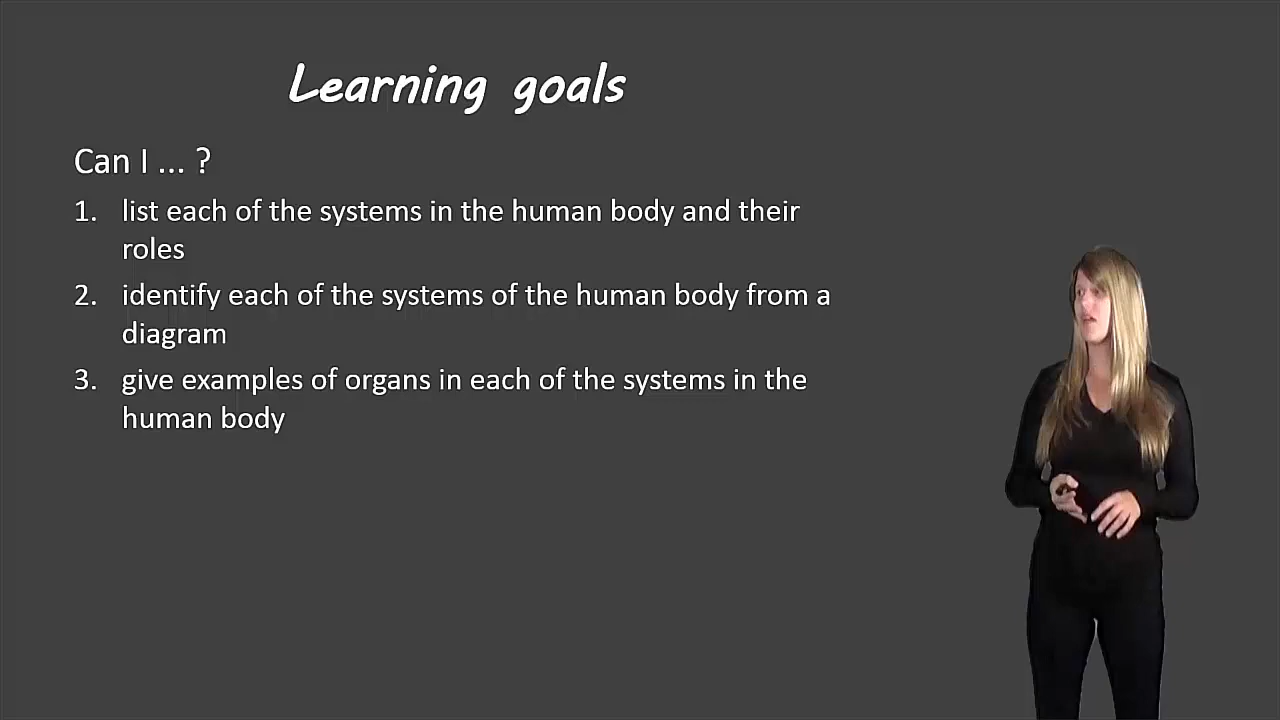 Learning goals
Can I ... ?
1. list each of the systems in the human body and their
roles
2. identify each of the systems of the human body from a
diagram
3. give examples of organs in each of the systems in the
human body